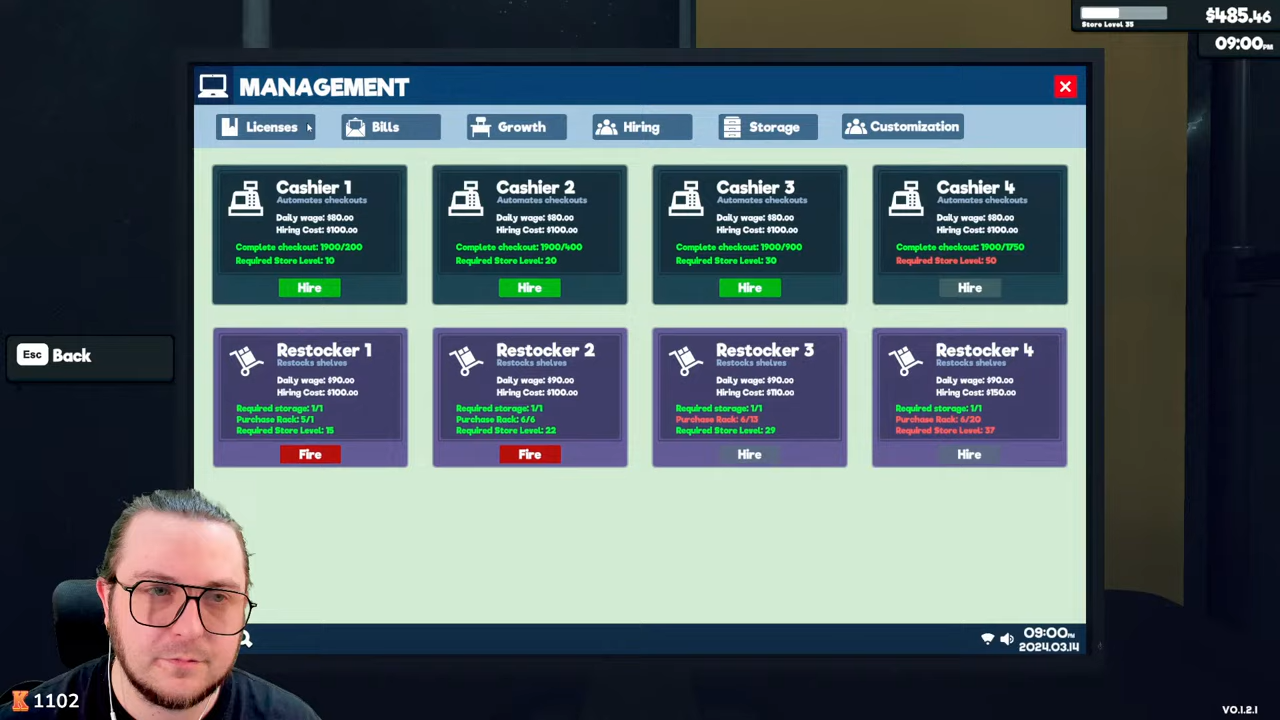 $485.46
Store Level 35
09:00PM
MANAGEMENT
Licenses
Bills
Growth
Hiring
Storage
Customization
Cashier 1
Automates checkouts
Daily wage: $80.00
Hiring Cost: $100.00
Complete checkout: 1900/200
Required Store Level: 10
Hire
Cashier 2
Automates checkouts
Daily wage: $80.00
Hiring Cost: $100.00
Complete checkout: 1900/400
Required Store Level: 20
Hire
Cashier 3
Automates checkouts
Daily wage: $80.00
Hiring Cost: $100.00
Complete checkout: 1900/900
Required Store Level: 30
Hire
Cashier 4
Automates checkouts
Daily wage: $80.00
Hiring Cost: $100.00
Complete checkout: 1900/1750
Required Store Level: 50
Hire
Esc Back
Restocker 1
Restocks shelves
Daily wage: $90.00
Hiring Cost: $100.00
Required storage: 1/1
Purchase Rack: 5/1
Required Store Level: 15
Fire
Restocker 2
Restocks shelves
Daily wage: $90.00
Hiring Cost: $100.00
Required storage: 1/1
Purchase Rack: 6/6
Required Store Level: 22
Fire
Restocker 3
Restocks shelves
Daily wage: $90.00
Hiring Cost: $110.00
Required storage: 1/1
Purchase Rack: 6/13
Required Store Level: 29
Hire
Restocker 4
Restocks shelves
Daily wage: $90.00
Hiring Cost: $150.00
Required storage: 1/1
Purchase Rack: 6/20
Required Store Level: 37
Hire
09:00PM
2024.03.14
K 1102
V0.1.2.1